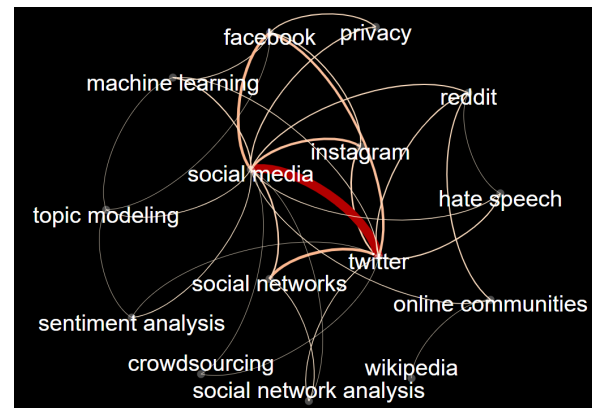 facebook
privacy
machine learning
reddit
instagram
social media
hate speech
topic modeling
twitter
social networks
online communities
sentiment analysis
crowdsourcing
wikipedia
social network analysis